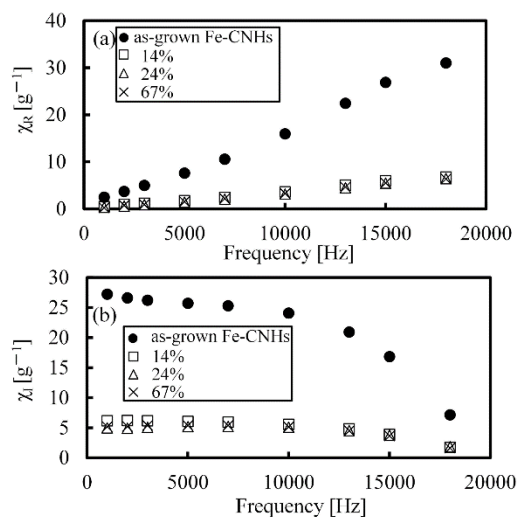 40
(a)
● as-grown Fe-CNHs
□ 14%
△ 24%
× 67%
30
20
10
0
χR [g⁻¹]
0 5000 10000 15000 20000
Frequency [Hz]
30
25
(b)
● as-grown Fe-CNHs
□ 14%
△ 24%
× 67%
20
15
10
5
0
χI [g⁻¹]
0 5000 10000 15000 20000
Frequency [Hz]